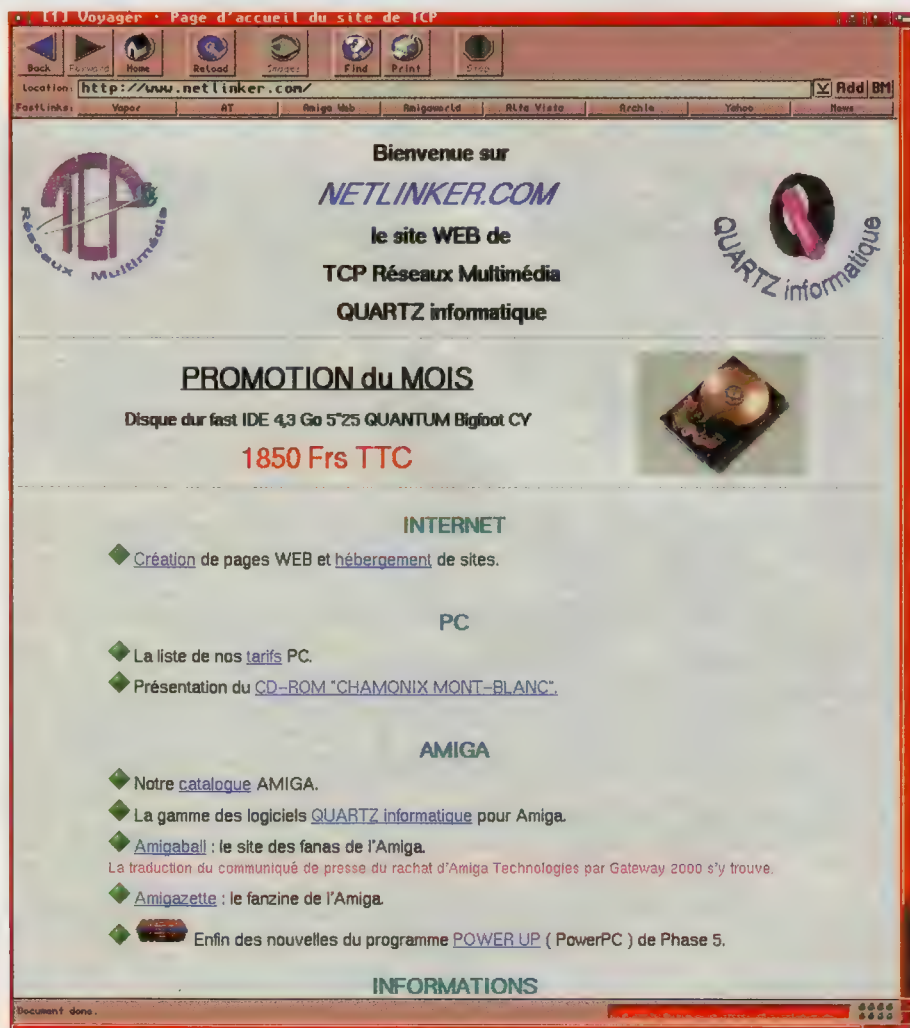 [1] Voyager · Page d'accueil du site de TCP
Back Forward Home Reload Images Find Print Stop
Location: http://www.netlinker.com/ Add BM
FastLinks: Vapor AT Amiga Web Amigaworld Alta Vista Archie Yahoo News
TCP
Réseaux Multimédia
Bienvenue sur
NETLINKER.COM
le site WEB de
TCP Réseaux Multimédia
QUARTZ informatique
QUARTZ informatique
PROMOTION du MOIS
Disque dur fast IDE 4,3 Go 5"25 QUANTUM Bigfoot CY
1850 Frs TTC
INTERNET
Création de pages WEB et hébergement de sites.
PC
La liste de nos tarifs PC.
Présentation du CD-ROM "CHAMONIX MONT-BLANC".
AMIGA
Notre catalogue AMIGA.
La gamme des logiciels QUARTZ informatique pour Amiga.
Amigaball : le site des fanas de l'Amiga.
La traduction du communiqué de presse du rachat d'Amiga Technologies par Gateway 2000 s'y trouve.
Amigazette : le fanzine de l'Amiga.
Enfin des nouvelles du programme POWER UP ( PowerPC ) de Phase 5.
INFORMATIONS
Document done.